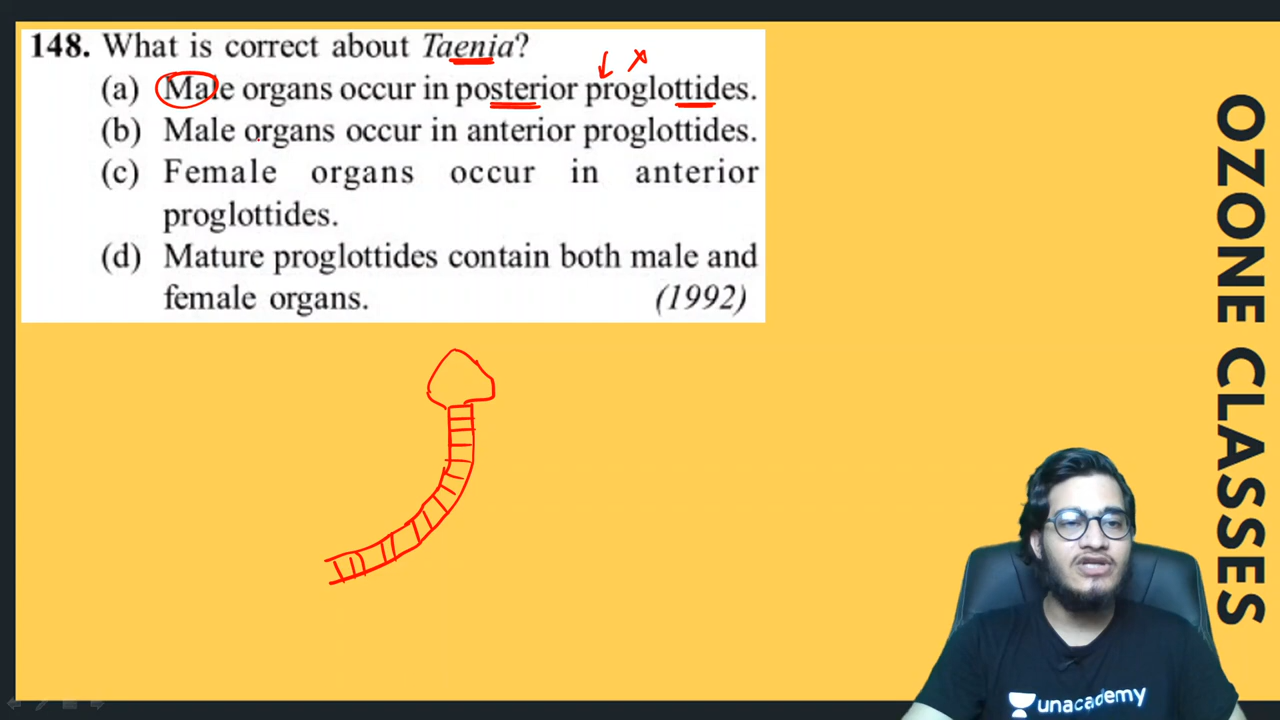 148. What is correct about Taenia?
(a) Male organs occur in posterior proglottides.
(b) Male organs occur in anterior proglottides.
(c) Female organs occur in anterior
proglottides.
(d) Mature proglottides contain both male and
female organs. (1992)
OZONE CLASSES
unacademy